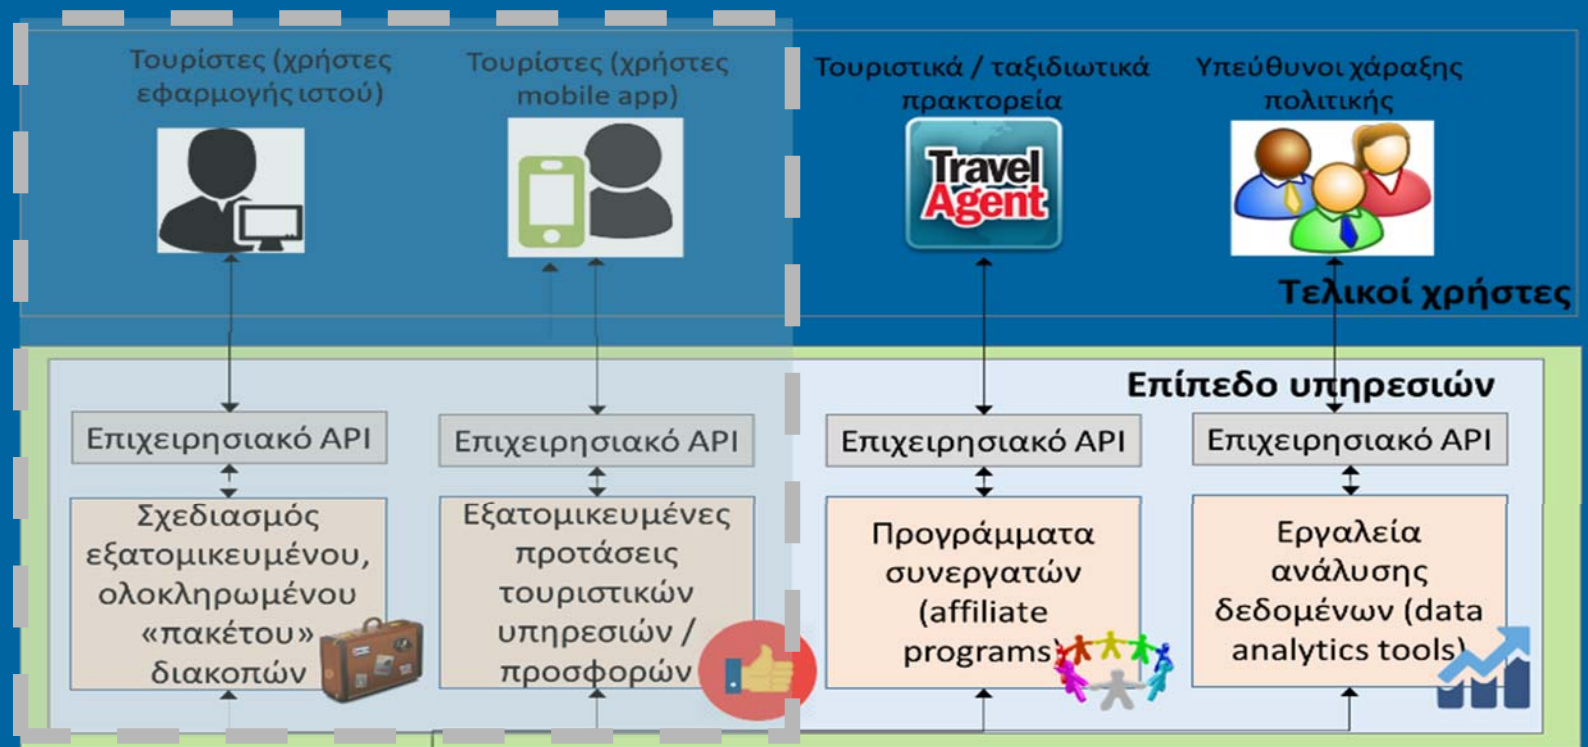 Τουρίστες (χρήστες
εφαρμογής ιστού)
Τουρίστες (χρήστες
mobile app)
Τουριστικά / ταξιδιωτικά
πρακτορεία
Υπεύθυνοι χάραξης
πολιτικής
Travel
Agent
Τελικοί χρήστες
Επίπεδο υπηρεσιών
Επιχειρησιακό API
Επιχειρησιακό API
Επιχειρησιακό API
Επιχειρησιακό API
Σχεδιασμός
εξατομικευμένου,
ολοκληρωμένου
«πακέτου»
διακοπών
Εξατομικευμένες
προτάσεις
τουριστικών
υπηρεσιών /
προσφορών
Προγράμματα
συνεργατών
(affiliate
programs)
Εργαλεία
ανάλυσης
δεδομένων (data
analytics tools)